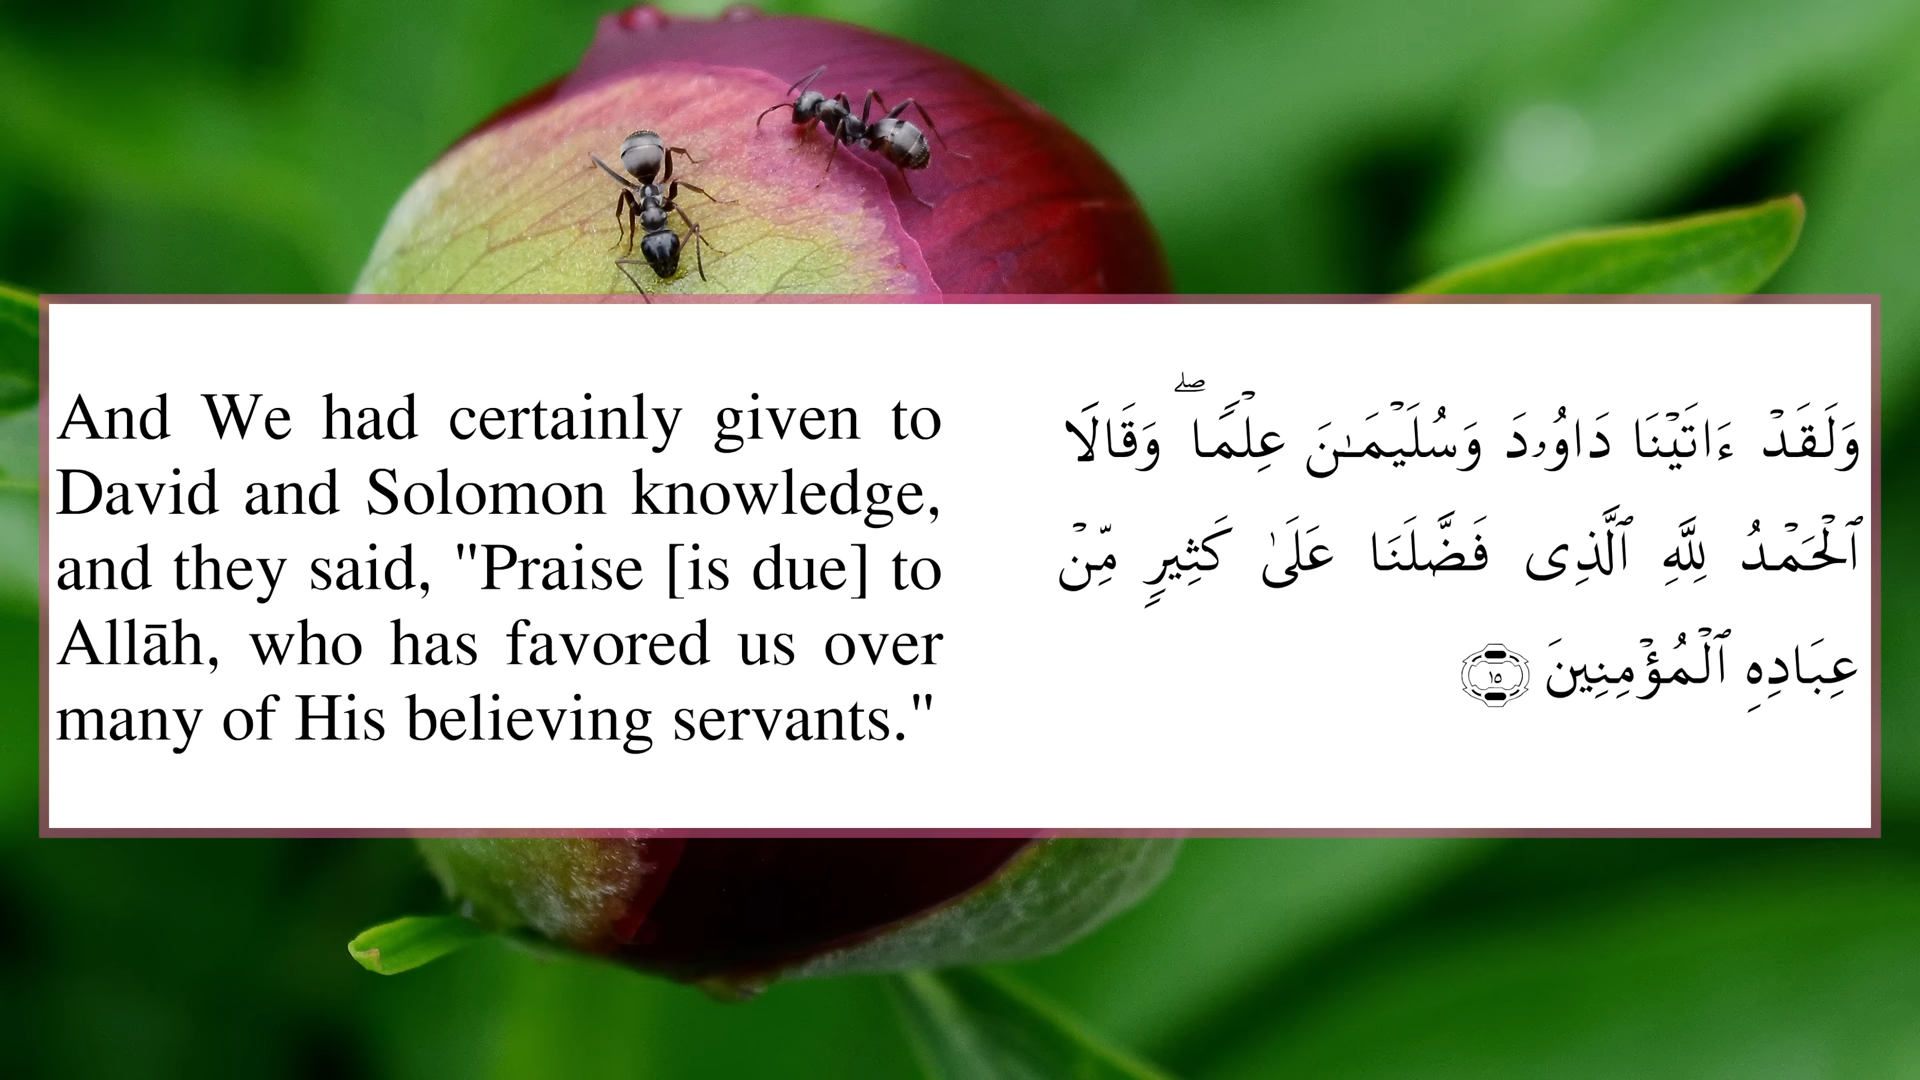 And We had certainly given to
David and Solomon knowledge,
and they said, "Praise [is due] to
Allāh, who has favored us over
many of His believing servants."
وَلَقَدْ ءَاتَيْنَا دَاوُۥدَ وَسُلَيْمَـٰنَ عِلْمًۭا ۖ وَقَالَا
ٱلْحَمْدُ لِلَّهِ ٱلَّذِى فَضَّلَنَا عَلَىٰ كَثِيرٍۢ مِّنْ
عِبَادِهِ ٱلْمُؤْمِنِينَ ١٥